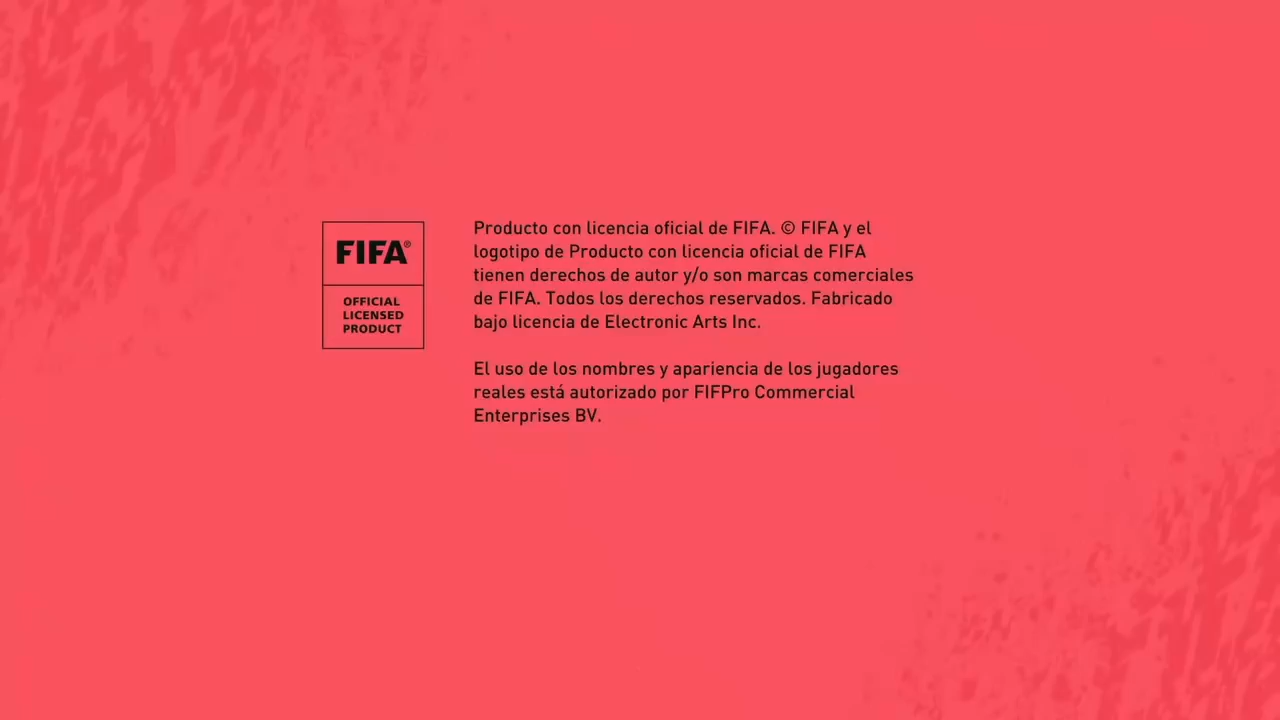 FIFA®
OFFICIAL
LICENSED
PRODUCT
Producto con licencia oficial de FIFA. © FIFA y el
logotipo de Producto con licencia oficial de FIFA
tienen derechos de autor y/o son marcas comerciales
de FIFA. Todos los derechos reservados. Fabricado
bajo licencia de Electronic Arts Inc.
El uso de los nombres y apariencia de los jugadores
reales está autorizado por FIFPro Commercial
Enterprises BV.